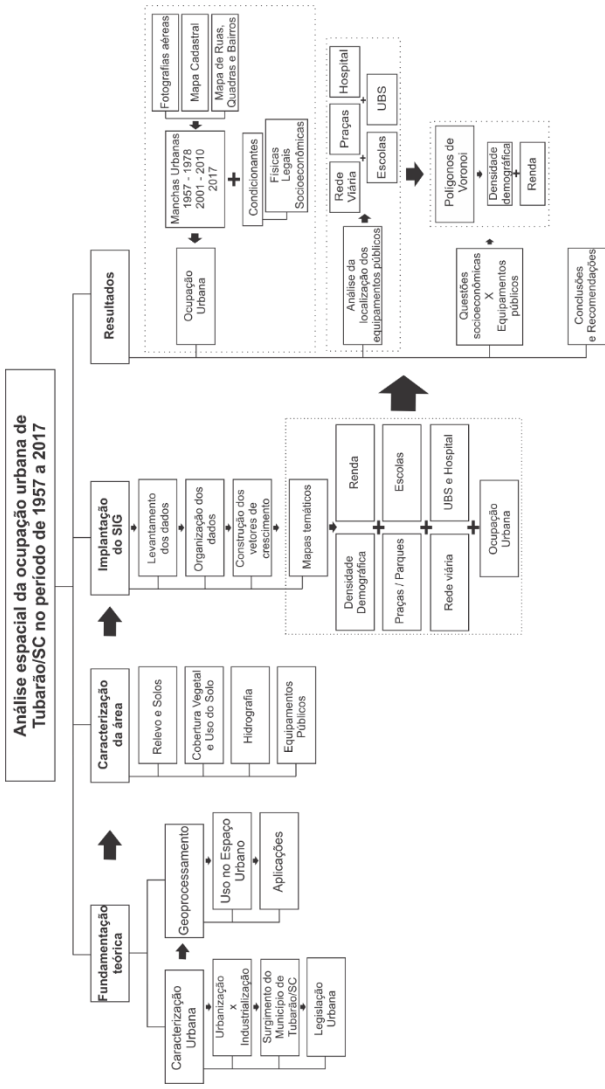 Análise espacial da ocupação urbana de
Tubarão/SC no período de 1957 a 2017
Fundamentação
teórica
Caracterização
Urbana
Urbanização
x
Industrialização
Surgimento do
Município de
Tubarão/SC
Legislação
Urbana
Geoprocessamento
Uso no Espaço
Urbano
Aplicações
Caracterização
da área
Relevo e Solos
Cobertura Vegetal
e Uso do Solo
Hidrografia
Equipamentos
Públicos
Implantação
do SIG
Levantamento
dos dados
Organização dos
dados
Construção dos
vetores de
crescimento
Mapas temáticos
Densidade
Demográfica
Renda
+
Praças / Parques
Escolas
+
Rede viária
UBS e Hospital
+
Ocupação
Urbana
Resultados
Ocupação
Urbana
Manchas Urbanas
1957 - 1978
2001 - 2010
2017
Fotografias aéreas
Mapa Cadastral
Mapa de Ruas,
Quadras e Bairros
+
Condicionantes
Físicas
Legais
Socioeconômicas
Análise da
localização dos
equipamentos públicos
Rede
Viária
Praças
Hospital
+
+
Escolas
UBS
Questões
socioeconômicas
X
Equipamentos
públicos
Polígonos de
Voronoi
Densidade
demográfica
+
Renda
Conclusões
e Recomendações